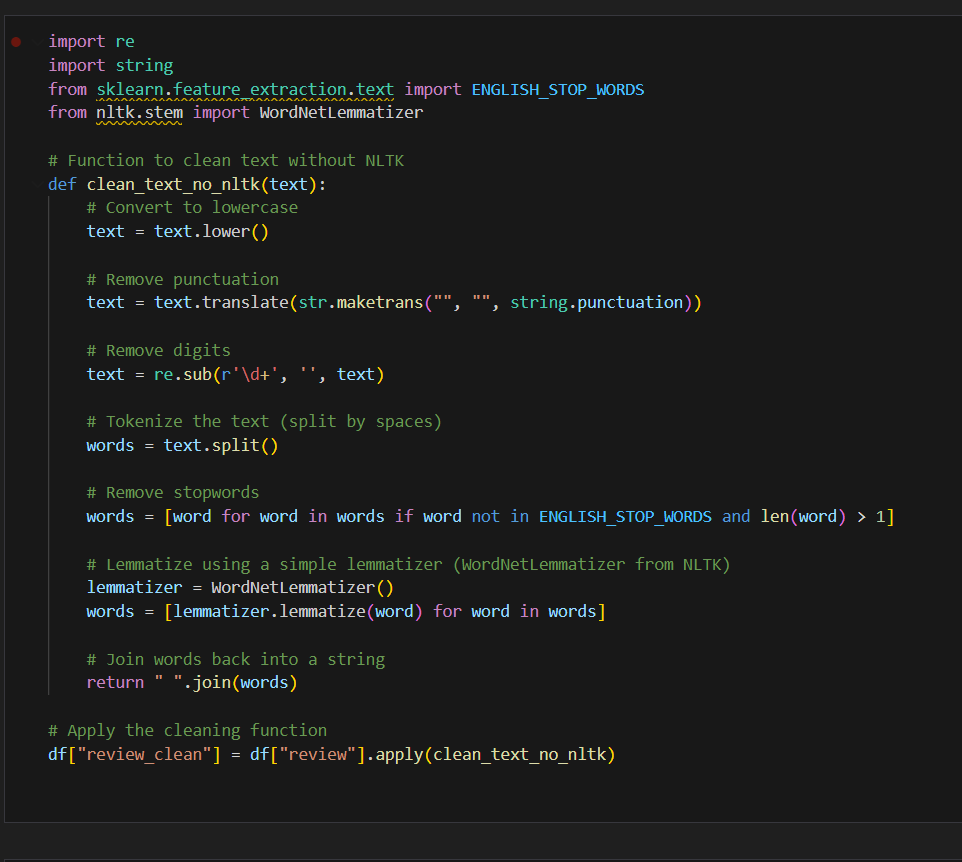 import re
import string
from sklearn.feature_extraction.text import ENGLISH_STOP_WORDS
from nltk.stem import WordNetLemmatizer

# Function to clean text without NLTK
def clean_text_no_nltk(text):
    # Convert to lowercase
    text = text.lower()

    # Remove punctuation
    text = text.translate(str.maketrans("", "", string.punctuation))

    # Remove digits
    text = re.sub(r'\d+', '', text)

    # Tokenize the text (split by spaces)
    words = text.split()

    # Remove stopwords
    words = [word for word in words if word not in ENGLISH_STOP_WORDS and len(word) > 1]

    # Lemmatize using a simple lemmatizer (WordNetLemmatizer from NLTK)
    lemmatizer = WordNetLemmatizer()
    words = [lemmatizer.lemmatize(word) for word in words]

    # Join words back into a string
    return " ".join(words)

# Apply the cleaning function
df["review_clean"] = df["review"].apply(clean_text_no_nltk)